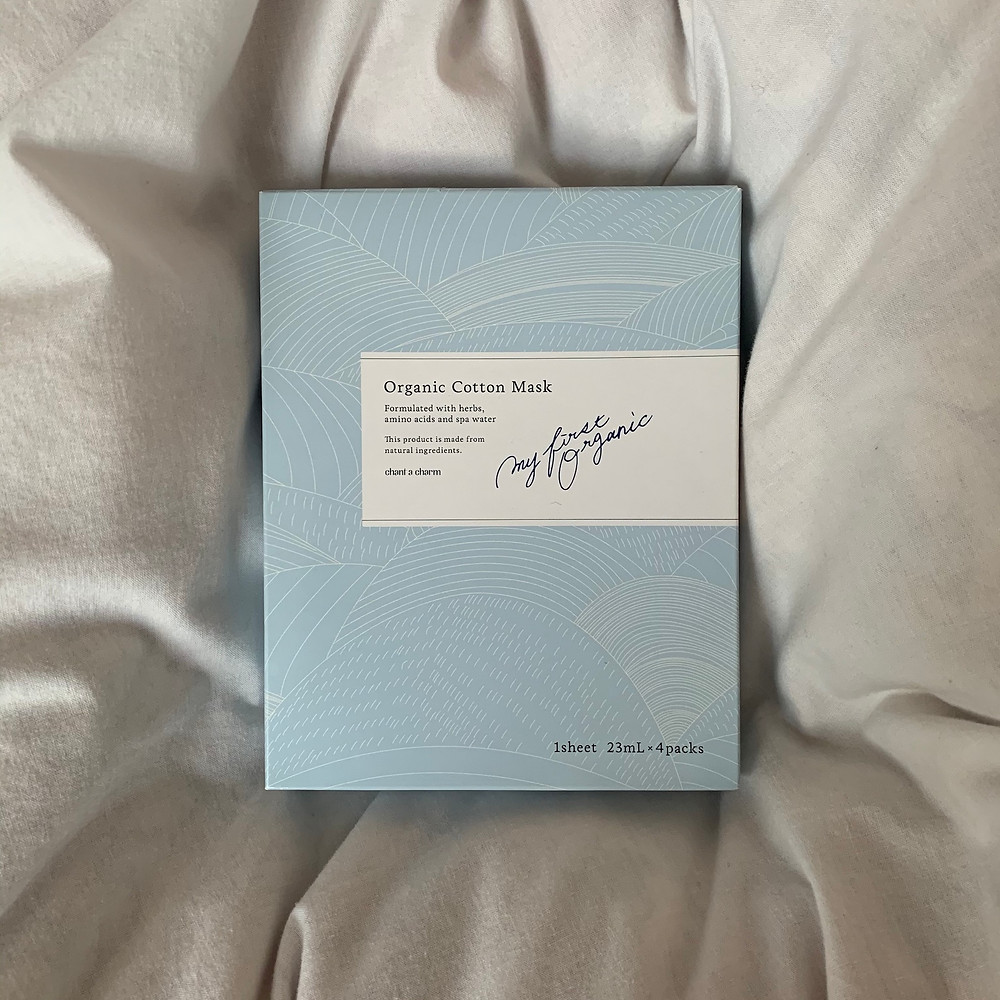 Organic Cotton Mask
Formulated with herbs,
amino acids and spa water
This product is made from
natural ingredients.
chant a charm
my first
Organic
1sheet 23mL×4packs